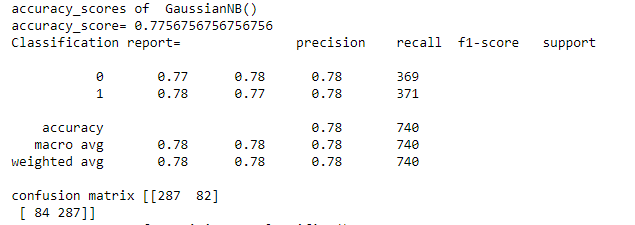 accuracy_scores of  GaussianNB()
accuracy_score= 0.7756756756756756
Classification report=               precision    recall  f1-score   support

           0       0.77      0.78      0.78       369
           1       0.78      0.77      0.78       371

    accuracy                           0.78       740
   macro avg       0.78      0.78      0.78       740
weighted avg       0.78      0.78      0.78       740

confusion matrix [[287  82]
 [ 84 287]]